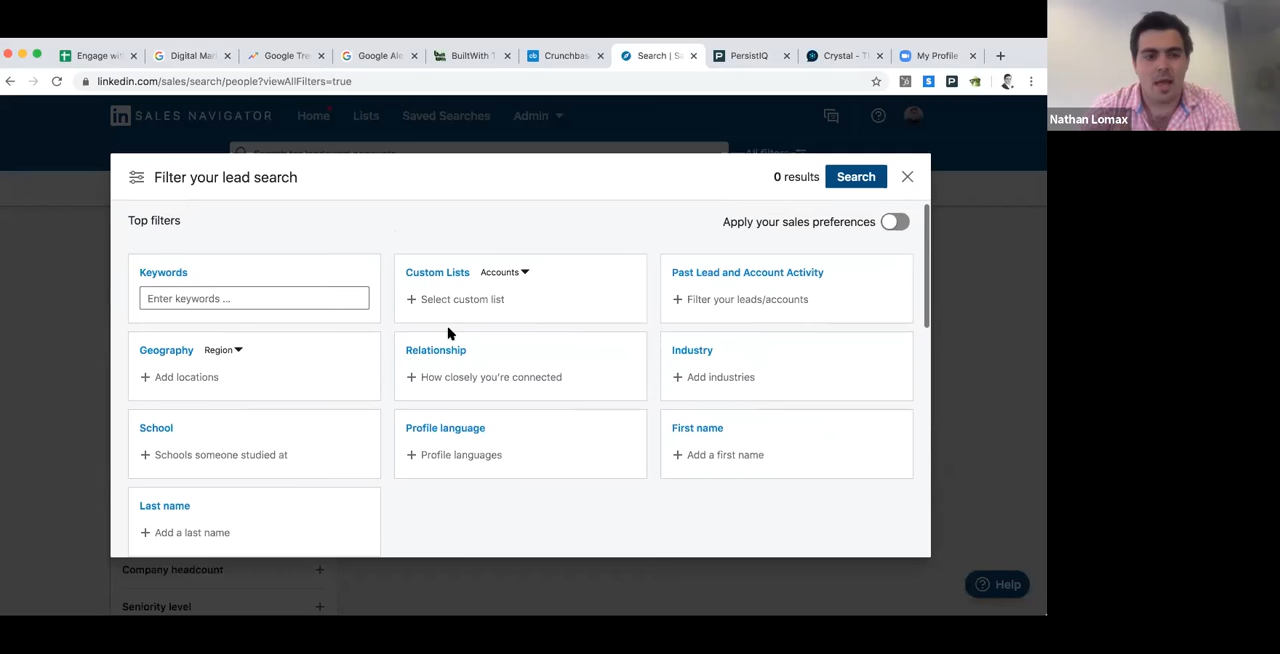 Engage wit
Digital Mar
Google Tre
Google Ale
BuiltWith T
Crunchbas
Search | Sa
PersistIQ
Crystal - Th
My Profile
linkedin.com/sales/search/people?viewAllFilters=true
in SALES NAVIGATOR
Home
Lists
Saved Searches
Admin
Nathan Lomax
Filter your lead search
0 results
Search
Top filters
Apply your sales preferences
Keywords
Enter keywords ...
Custom Lists Accounts
+ Select custom list
Past Lead and Account Activity
+ Filter your leads/accounts
Geography Region
+ Add locations
Relationship
+ How closely you're connected
Industry
+ Add industries
School
+ Schools someone studied at
Profile language
+ Profile languages
First name
+ Add a first name
Last name
+ Add a last name
Company headcount +
Help
Seniority level +